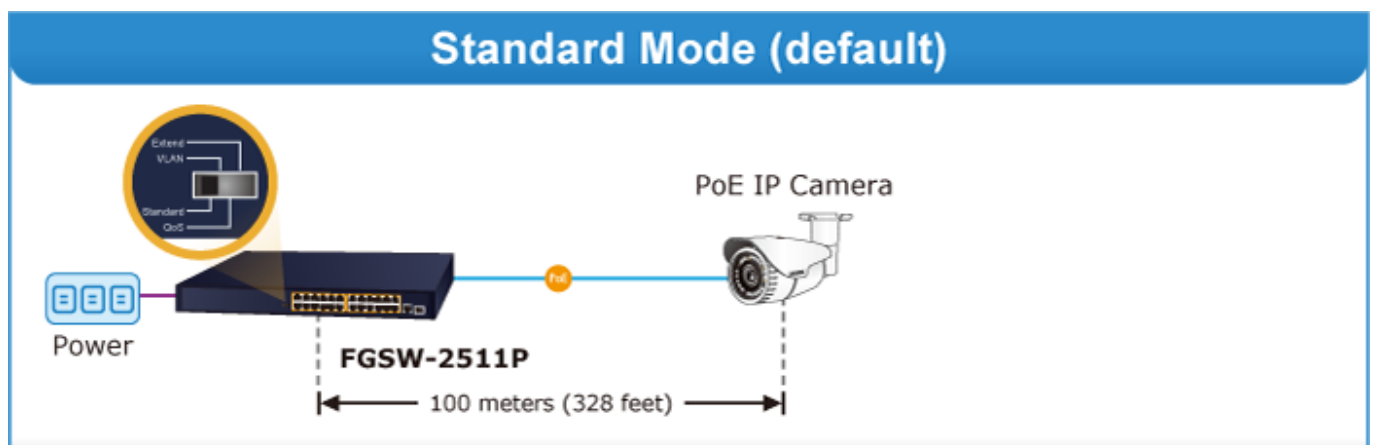 Standard Mode (default)
Extend
VLAN
Standard
QoS
PoE IP Camera
PoE
Power
FGSW-2511P
100 meters (328 feet)